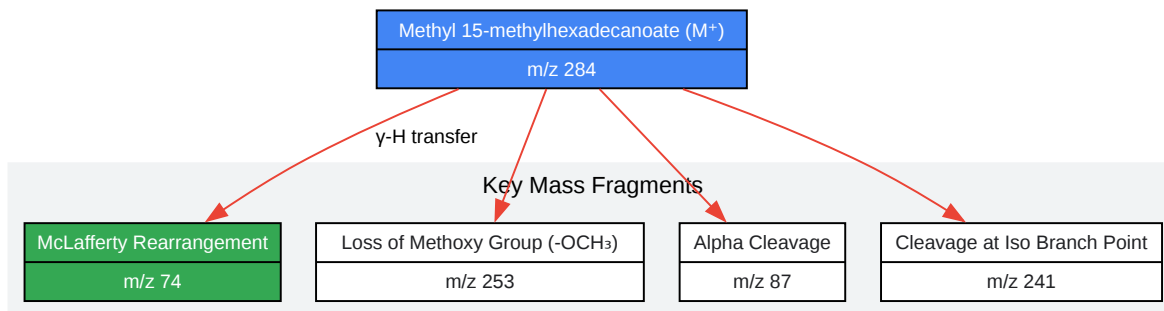 Methyl 15-methylhexadecanoate (M⁺)
m/z 284
γ-H transfer
Key Mass Fragments
McLafferty Rearrangement
m/z 74
Loss of Methoxy Group (-OCH₃)
m/z 253
Alpha Cleavage
m/z 87
Cleavage at Iso Branch Point
m/z 241